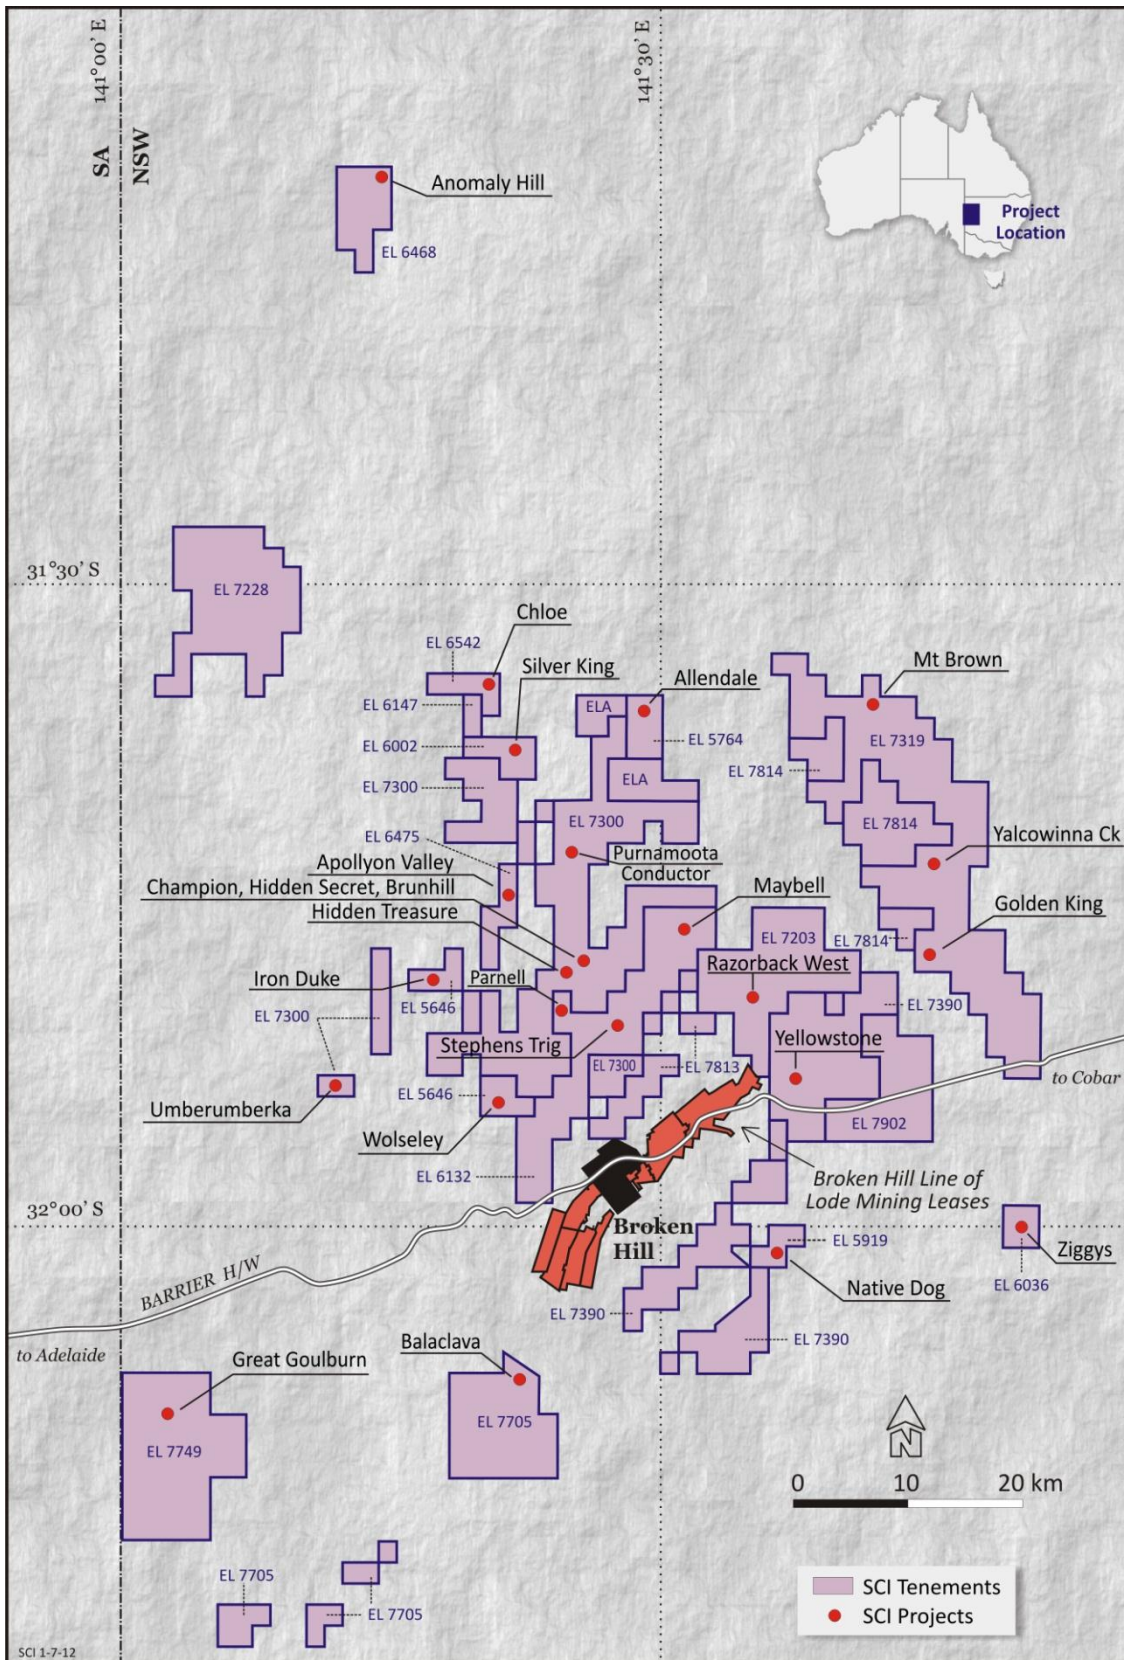 141°00' E
141°30' E
SA
NSW
Anomaly Hill
EL 6468
Project
Location
31°30' S
EL 7228
Chloe
EL 6542
Silver King
Allendale
Mt Brown
EL 6147
ELA
EL 6002
EL 5764
EL 7319
EL 7814
ELA
EL 7300
EL 7300
EL 7814
EL 6475
Yalcowinna Ck
Apollyon Valley
Purnamoota
Conductor
Champion, Hidden Secret, Brunhill
Maybell
Hidden Treasure
Golden King
EL 7203
EL 7814
Iron Duke
Parnell
Razorback West
EL 5646
EL 7390
EL 7300
Stephens Trig
Yellowstone
EL 7300
EL 7813
to Cobar
EL 5646
Umberumberka
Wolseley
EL 7902
EL 6132
Broken Hill Line of
Lode Mining Leases
32°00' S
Broken
Hill
EL 5919
Ziggys
BARRIER H/W
EL 6036
Native Dog
EL 7390
EL 7390
to Adelaide
Great Goulburn
Balaclava
EL 7705
EL 7749
N
0 10 20 km
EL 7705
EL 7705
SCI Tenements
SCI Projects
SCI 1-7-12